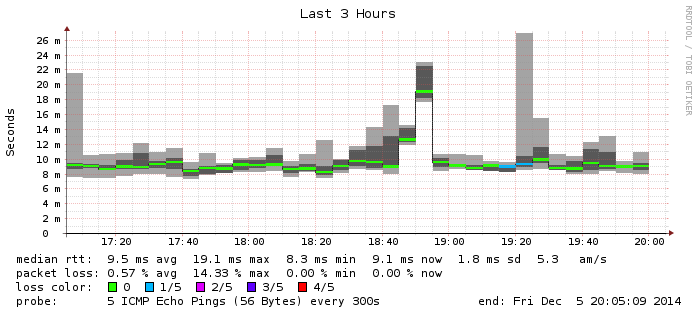 Last 3 Hours
RRDTOOL / TOBI OETIKER
Seconds
26 m
24 m
22 m
20 m
18 m
16 m
14 m
12 m
10 m
8 m
6 m
4 m
2 m
0
17:20 17:40 18:00 18:20 18:40 19:00 19:20 19:40 20:00
median rtt: 9.5 ms avg 19.1 ms max 8.3 ms min 9.1 ms now 1.8 ms sd 5.3 am/s
packet loss: 0.57 % avg 14.33 % max 0.00 % min 0.00 % now
loss color: 0 1/5 2/5 3/5 4/5
probe: 5 ICMP Echo Pings (56 Bytes) every 300s end: Fri Dec 5 20:05:09 2014